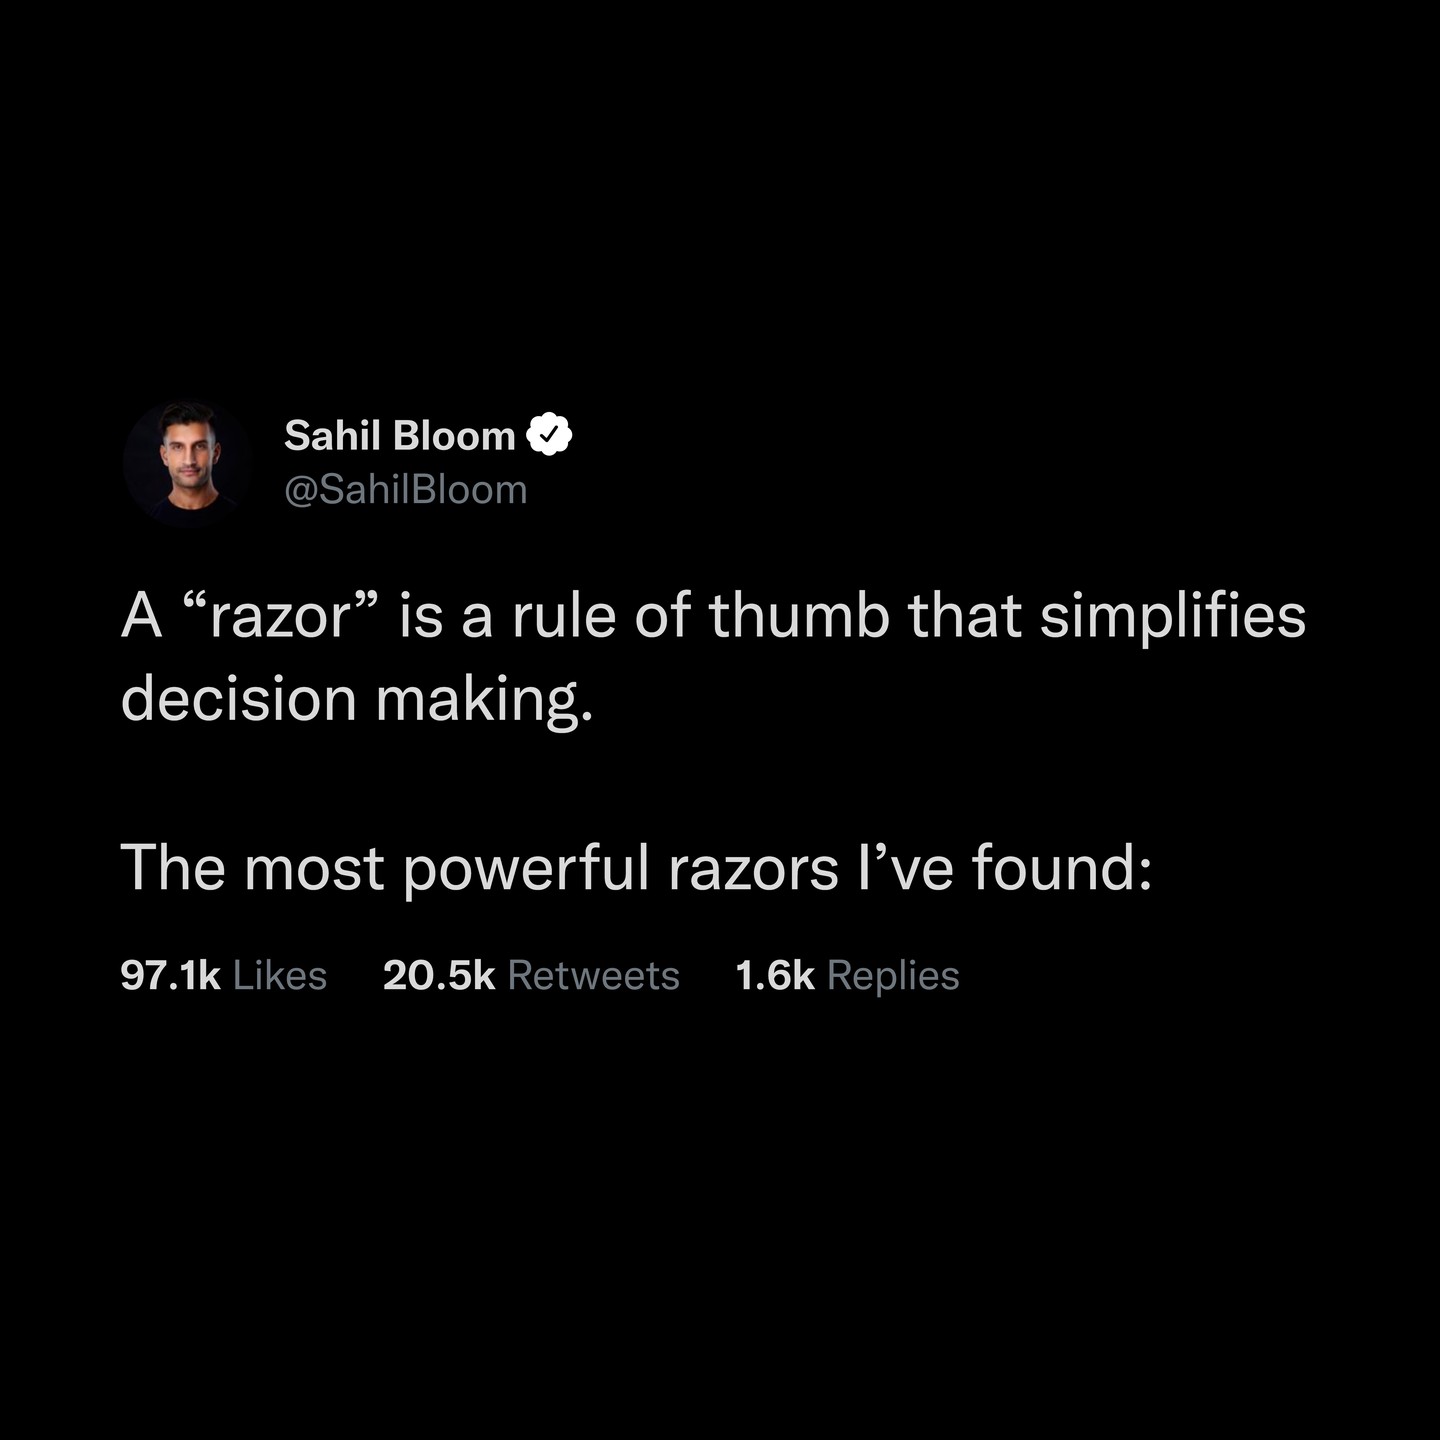 Sahil Bloom
@SahilBloom
A “razor” is a rule of thumb that simplifies
decision making.
The most powerful razors I’ve found:
97.1k Likes 20.5k Retweets 1.6k Replies